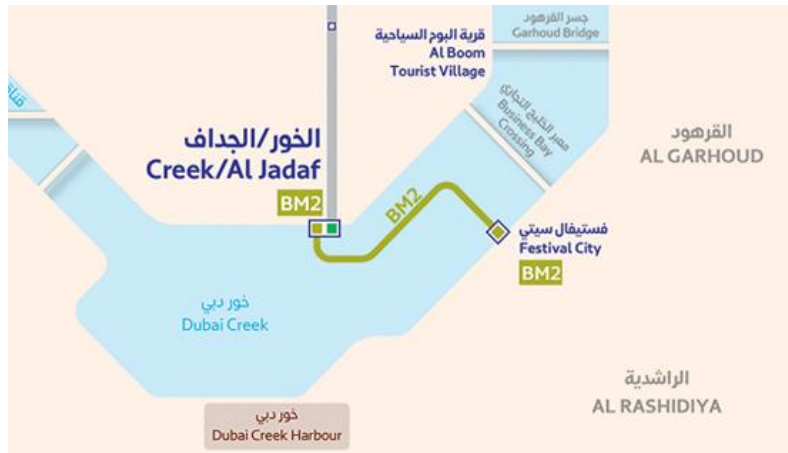 جسر القرهود
Garhoud Bridge
قرية البوم السياحية
Al Boom
Tourist Village
معبر الخليج التجاري
Business Bay
Crossing
القرهود
AL GARHOUD
الخور/الجداف
Creek/Al Jadaf
BM2
BM2
فستيفال سيتي
Festival City
BM2
خور دبي
Dubai Creek
الراشدية
AL RASHIDIYA
خور دبي
Dubai Creek Harbour